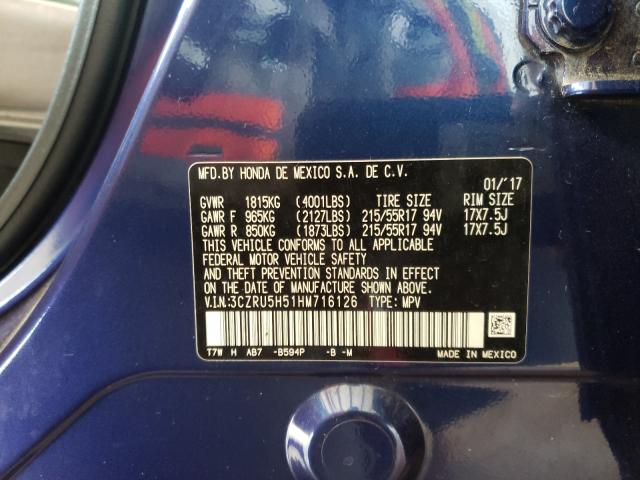 MFD.BY HONDA DE MEXICO S.A. DE C.V.
01/'17
GVWR 1815KG (4001LBS) TIRE SIZE RIM SIZE
GAWR F 965KG (2127LBS) 215/55R17 94V 17X7.5J
GAWR R 850KG (1873LBS) 215/55R17 94V 17X7.5J
THIS VEHICLE CONFORMS TO ALL APPLICABLE
FEDERAL MOTOR VEHICLE SAFETY
AND THEFT PREVENTION STANDARDS IN EFFECT
ON THE DATE OF MANUFACTURE SHOWN ABOVE.
V.I.N:3CZRU5H51HM716126 TYPE: MPV
T7W H AB7 -B594P -B -M MADE IN MEXICO